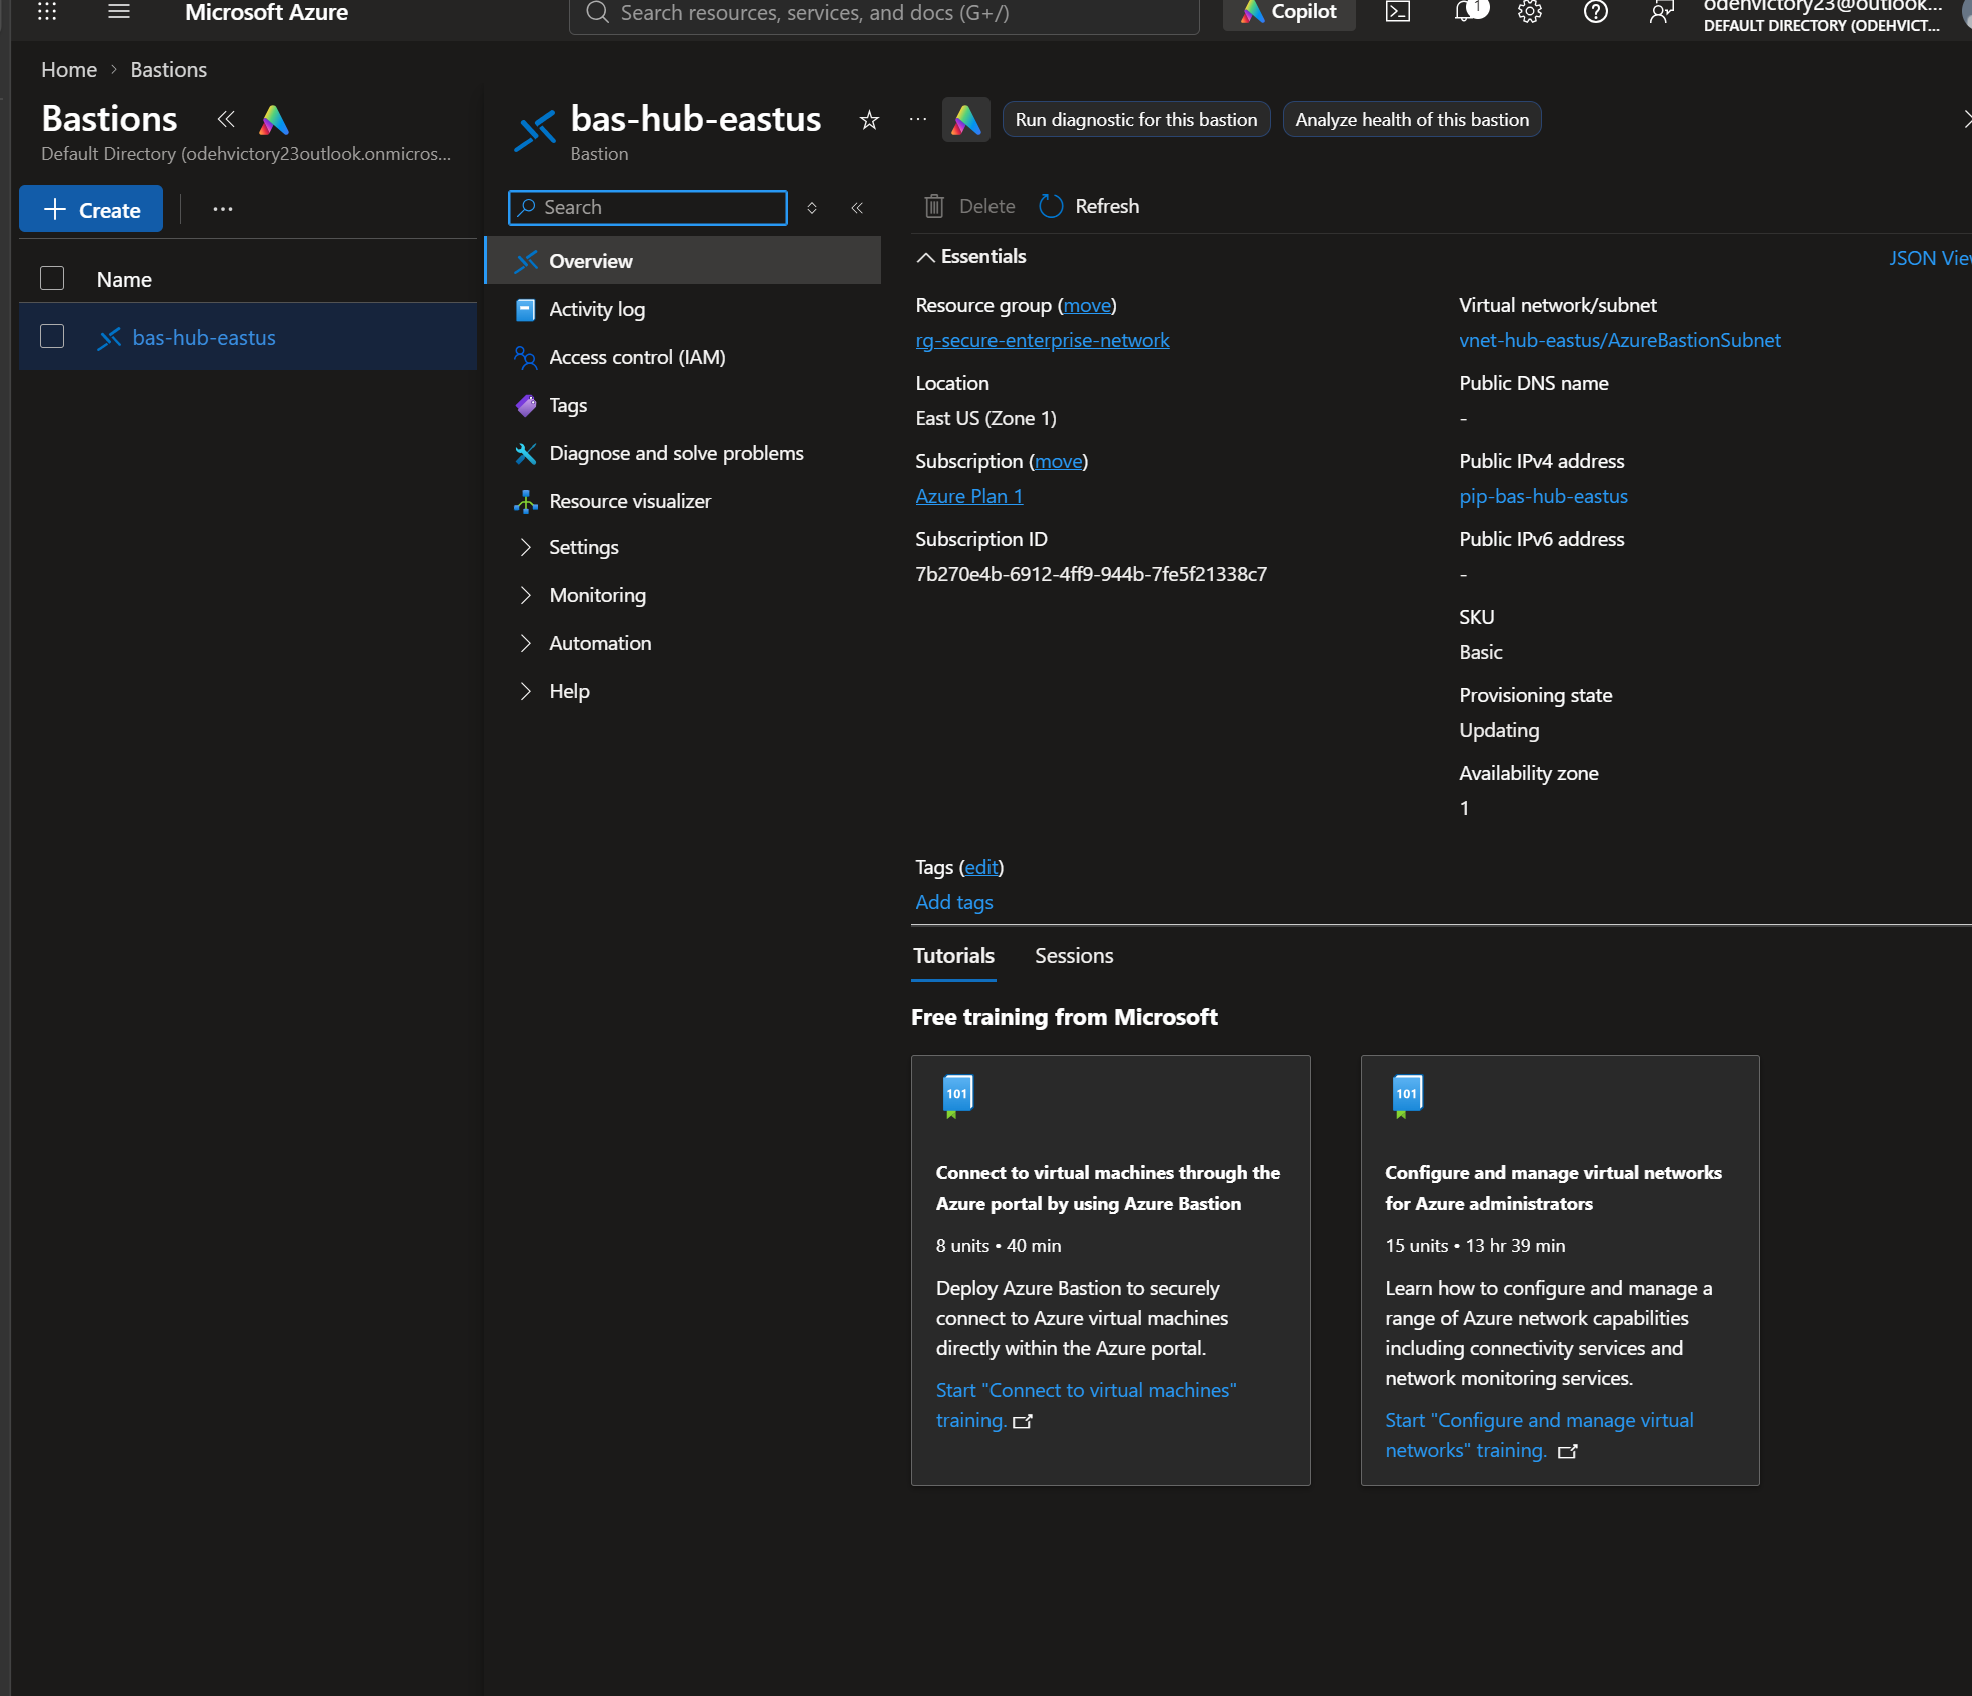 Microsoft Azure
Search resources, services, and docs (G+/)
Copilot
1
odehvictory23@outlook...
DEFAULT DIRECTORY (ODEHVICT...
Home > Bastions
Bastions
Default Directory (odehvictory23outlook.onmicros...
Create
Name
bas-hub-eastus
bas-hub-eastus
Bastion
Run diagnostic for this bastion
Analyze health of this bastion
Search
Overview
Activity log
Access control (IAM)
Tags
Diagnose and solve problems
Resource visualizer
Settings
Monitoring
Automation
Help
Delete
Refresh
Essentials
JSON View
Resource group (move)
rg-secure-enterprise-network
Location
East US (Zone 1)
Subscription (move)
Azure Plan 1
Subscription ID
7b270e4b-6912-4ff9-944b-7fe5f21338c7
Virtual network/subnet
vnet-hub-eastus/AzureBastionSubnet
Public DNS name
-
Public IPv4 address
pip-bas-hub-eastus
Public IPv6 address
-
SKU
Basic
Provisioning state
Updating
Availability zone
1
Tags (edit)
Add tags
Tutorials
Sessions
Free training from Microsoft
101
Connect to virtual machines through the
Azure portal by using Azure Bastion
8 units • 40 min
Deploy Azure Bastion to securely
connect to Azure virtual machines
directly within the Azure portal.
Start "Connect to virtual machines"
training.
101
Configure and manage virtual networks
for Azure administrators
15 units • 13 hr 39 min
Learn how to configure and manage a
range of Azure network capabilities
including connectivity services and
network monitoring services.
Start "Configure and manage virtual
networks" training.